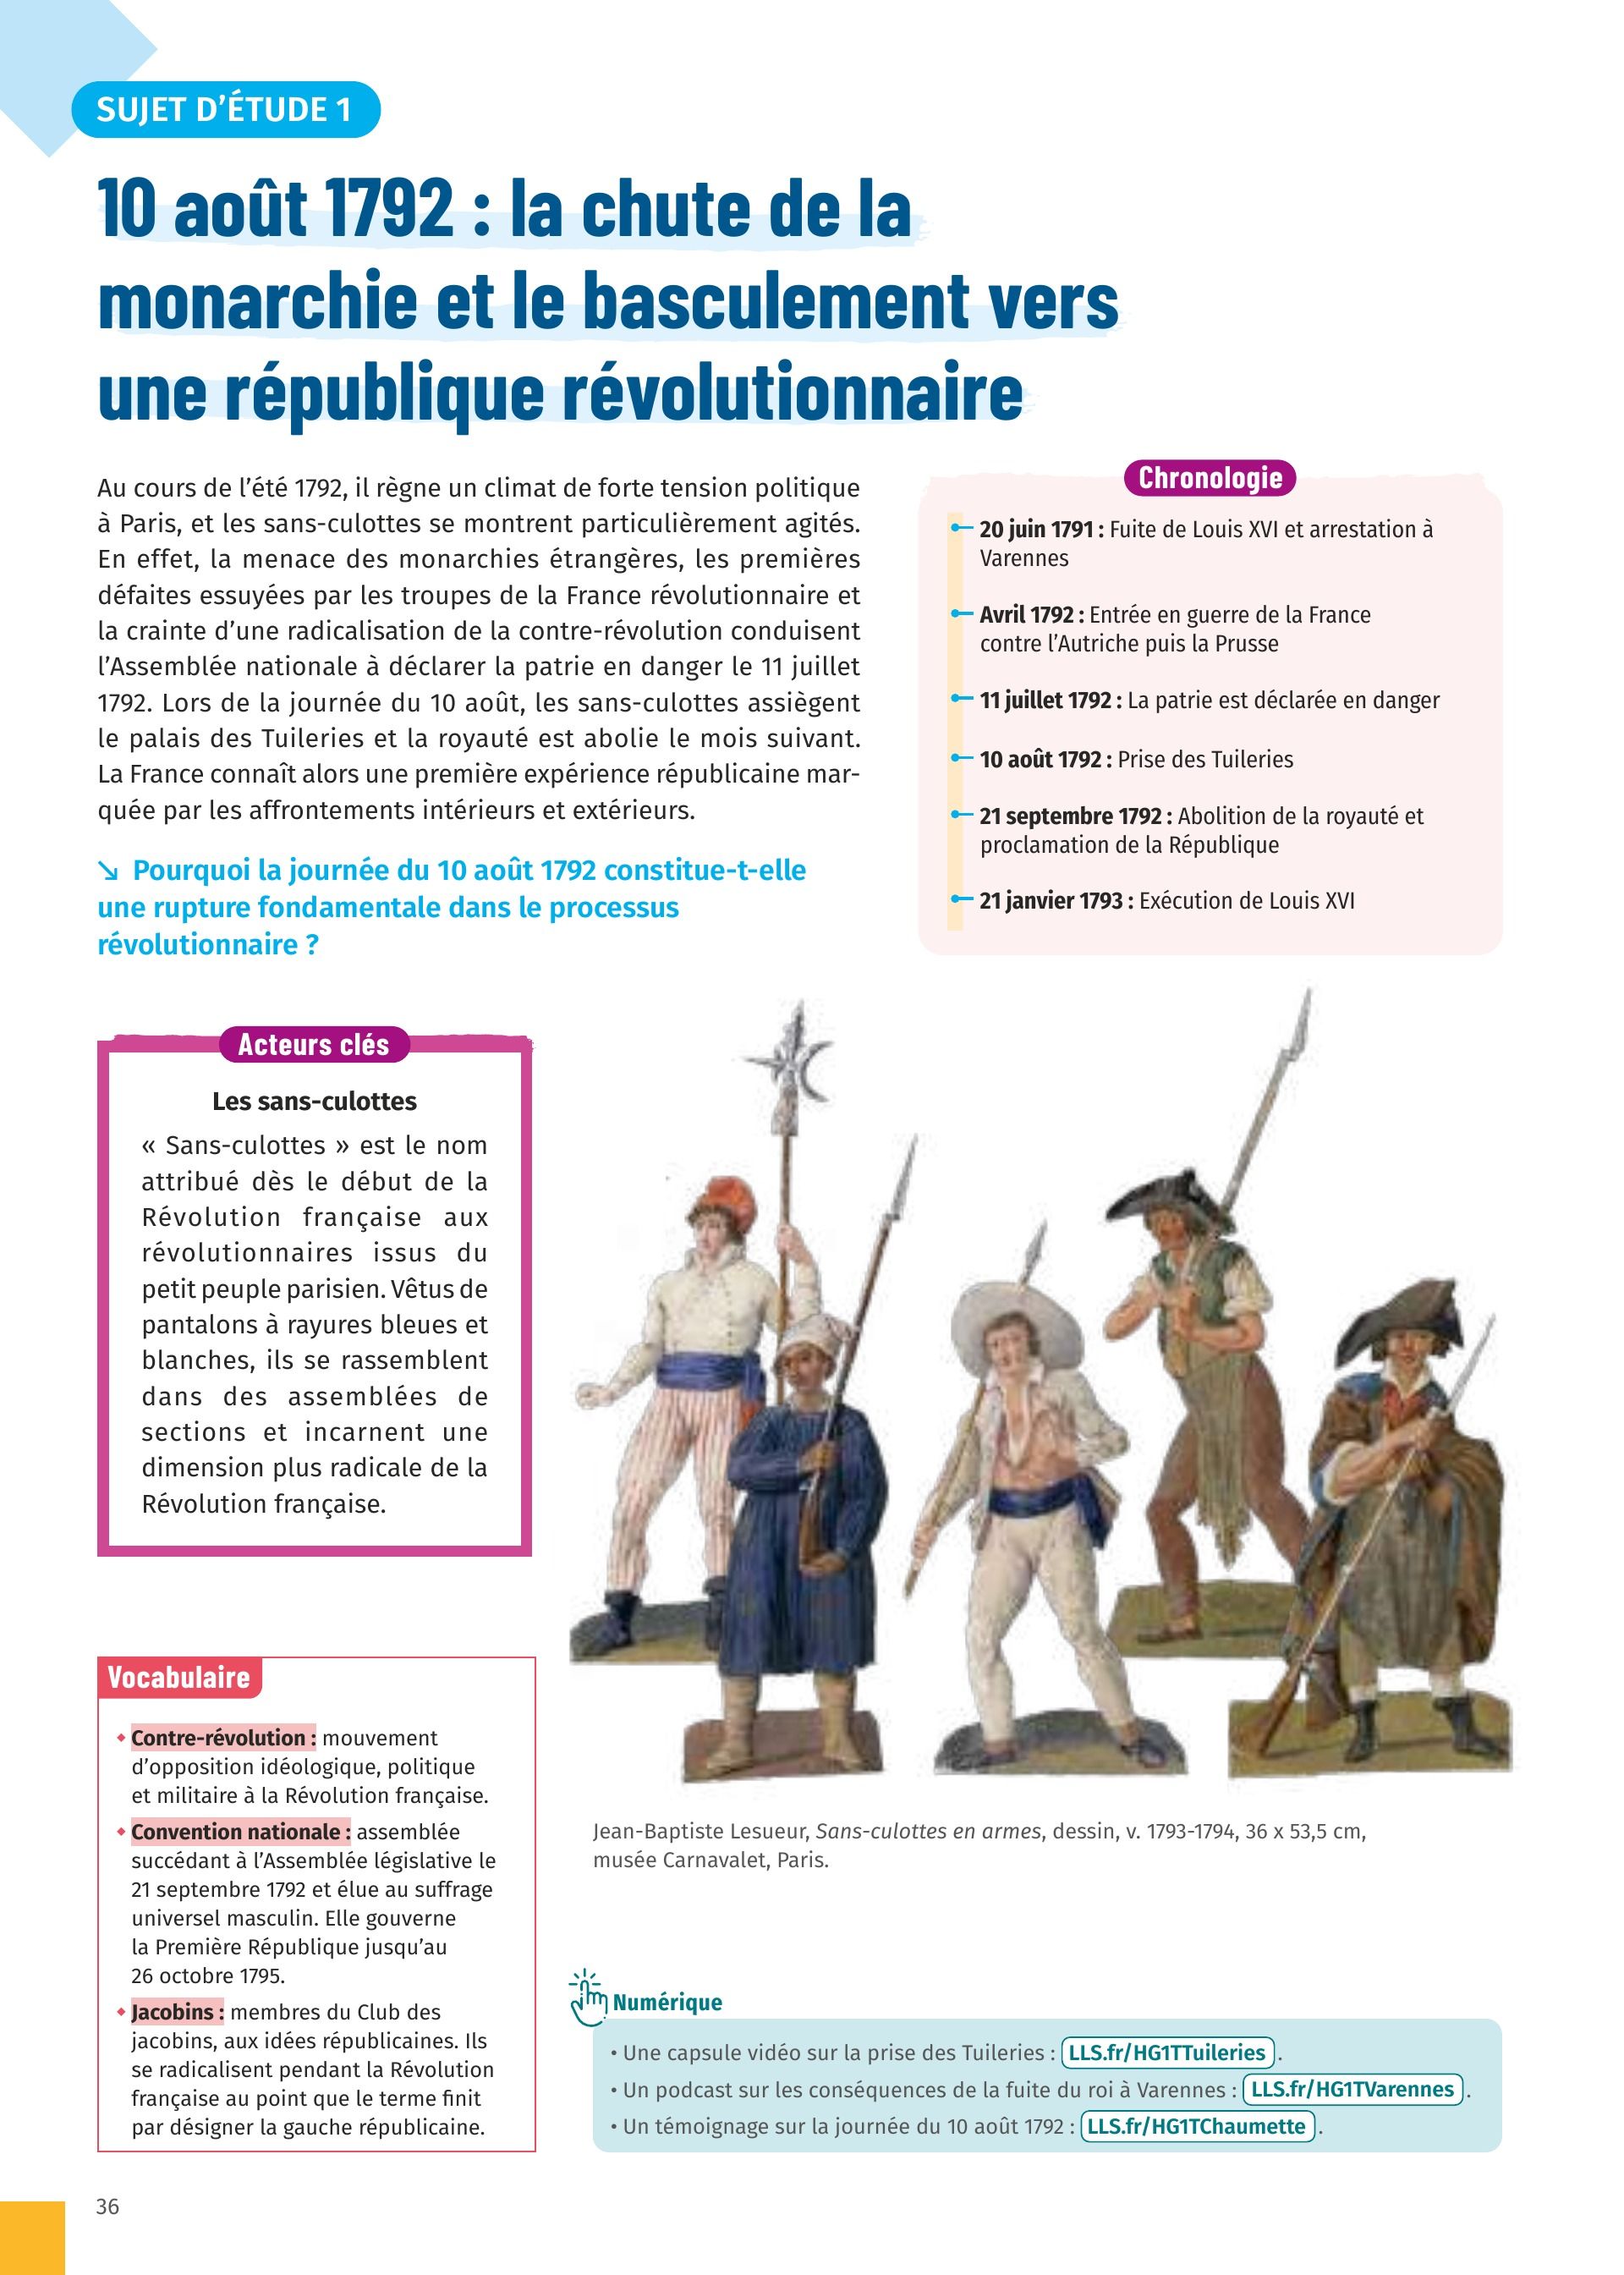 SUJET D'ÉTUDE 1
10 août 1792 : la chute de la
monarchie et le basculement vers
une république révolutionnaire
Au cours de l'été 1792, il règne un climat de forte tension politique
à Paris, et les sans-culottes se montrent particulièrement agités.
En effet, la menace des monarchies étrangères, les premières
défaites essuyées par les troupes de la France révolutionnaire et
la crainte d'une radicalisation de la contre-révolution conduisent
l'Assemblée nationale à déclarer la patrie en danger le 11 juillet
1792. Lors de la journée du 10 août, les sans-culottes assiègent
le palais des Tuileries et la royauté est abolie le mois suivant.
La France connaît alors une première expérience républicaine mar-
quée par les affrontements intérieurs et extérieurs.
↘ Pourquoi la journée du 10 août 1792 constitue-t-elle
une rupture fondamentale dans le processus
révolutionnaire ?
Chronologie
20 juin 1791 : Fuite de Louis XVI et arrestation à
Varennes
Avril 1792 : Entrée en guerre de la France
contre l'Autriche puis la Prusse
11 juillet 1792 : La patrie est déclarée en danger
10 août 1792 : Prise des Tuileries
21 septembre 1792 : Abolition de la royauté et
proclamation de la République
21 janvier 1793 : Exécution de Louis XVI
Acteurs clés
Les sans-culottes
« Sans-culottes » est le nom
attribué dès le début de la
Révolution française aux
révolutionnaires issus du
petit peuple parisien. Vêtus de
pantalons à rayures bleues et
blanches, ils se rassemblent
dans des assemblées de
sections et incarnent une
dimension plus radicale de la
Révolution française.
Vocabulaire
Contre-révolution : mouvement
d'opposition idéologique, politique
et militaire à la Révolution française.
Convention nationale : assemblée
succédant à l'Assemblée législative le
21 septembre 1792 et élue au suffrage
universel masculin. Elle gouverne
la Première République jusqu'au
26 octobre 1795.
Jacobins : membres du Club des
jacobins, aux idées républicaines. Ils
se radicalisent pendant la Révolution
française au point que le terme finit
par désigner la gauche républicaine.
Jean-Baptiste Lesueur, Sans-culottes en armes, dessin, v. 1793-1794, 36 x 53,5 cm,
musée Carnavalet, Paris.
Numérique
• Une capsule vidéo sur la prise des Tuileries : LLS.fr/HG1TTuileries .
• Un podcast sur les conséquences de la fuite du roi à Varennes : LLS.fr/HG1TVarennes .
• Un témoignage sur la journée du 10 août 1792 : LLS.fr/HG1TChaumette .
36